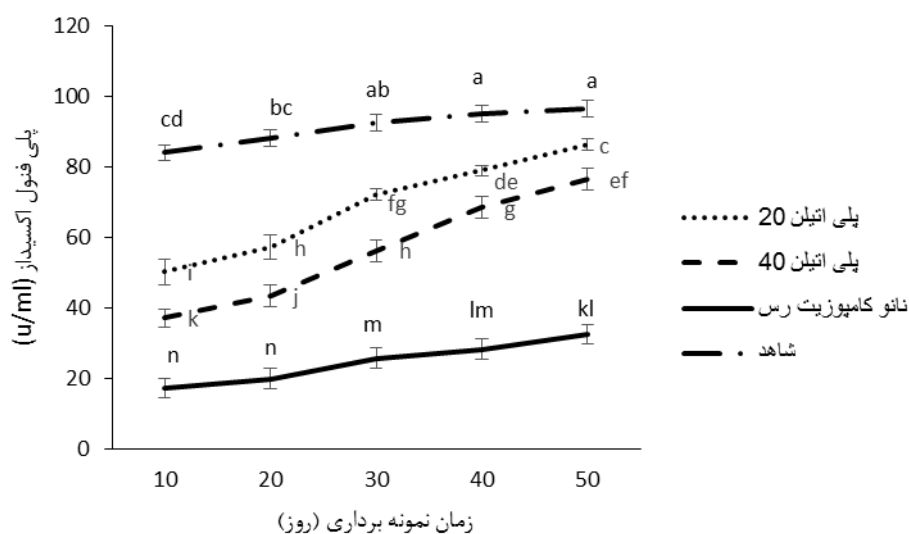 120
100
80
60
40
20
0
پلی فنول اکسیداز (u/ml)
cd
bc
ab
a
a
i
h
fg
de
c
k
j
h
g
ef
n
n
m
lm
kl
10 20 30 40 50
زمان نمونه برداری (روز)
پلی اتیلن 20
پلی اتیلن 40
نانو کامپوزیت رس
شاهد